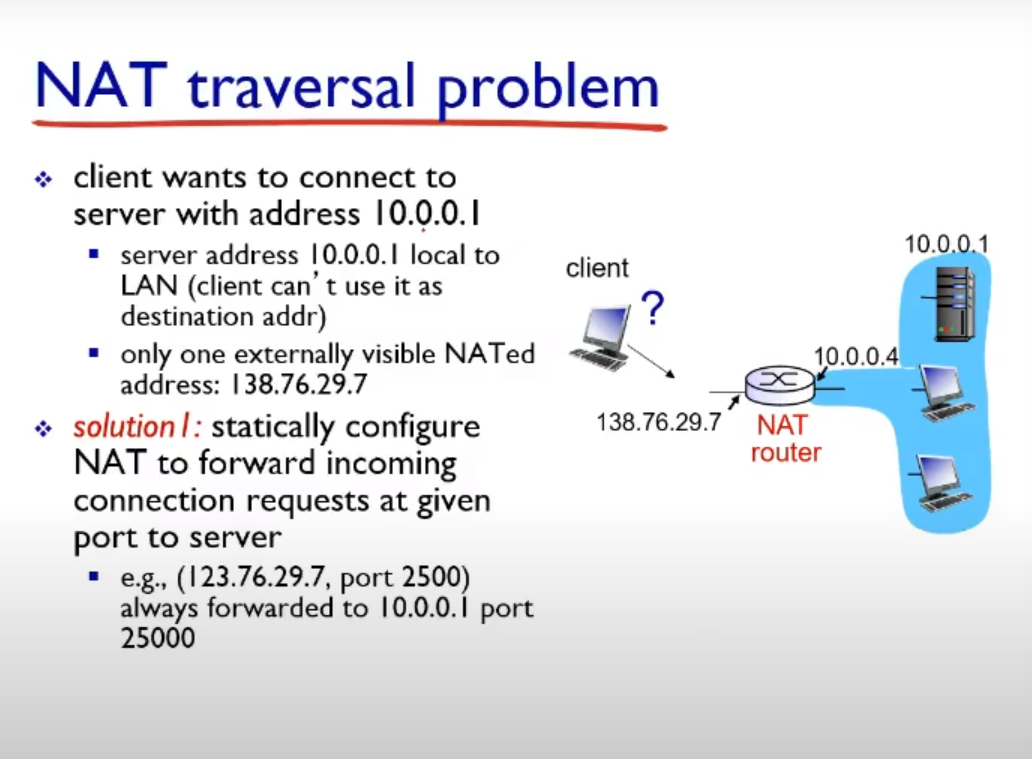 NAT traversal problem
❖ client wants to connect to
server with address 10.0.0.1
▪ server address 10.0.0.1 local to
LAN (client can’t use it as
destination addr)
▪ only one externally visible NATed
address: 138.76.29.7
❖ solution1: statically configure
NAT to forward incoming
connection requests at given
port to server
▪ e.g., (123.76.29.7, port 2500)
always forwarded to 10.0.0.1 port
25000
10.0.0.1
client
?
10.0.0.4
138.76.29.7
NAT
router